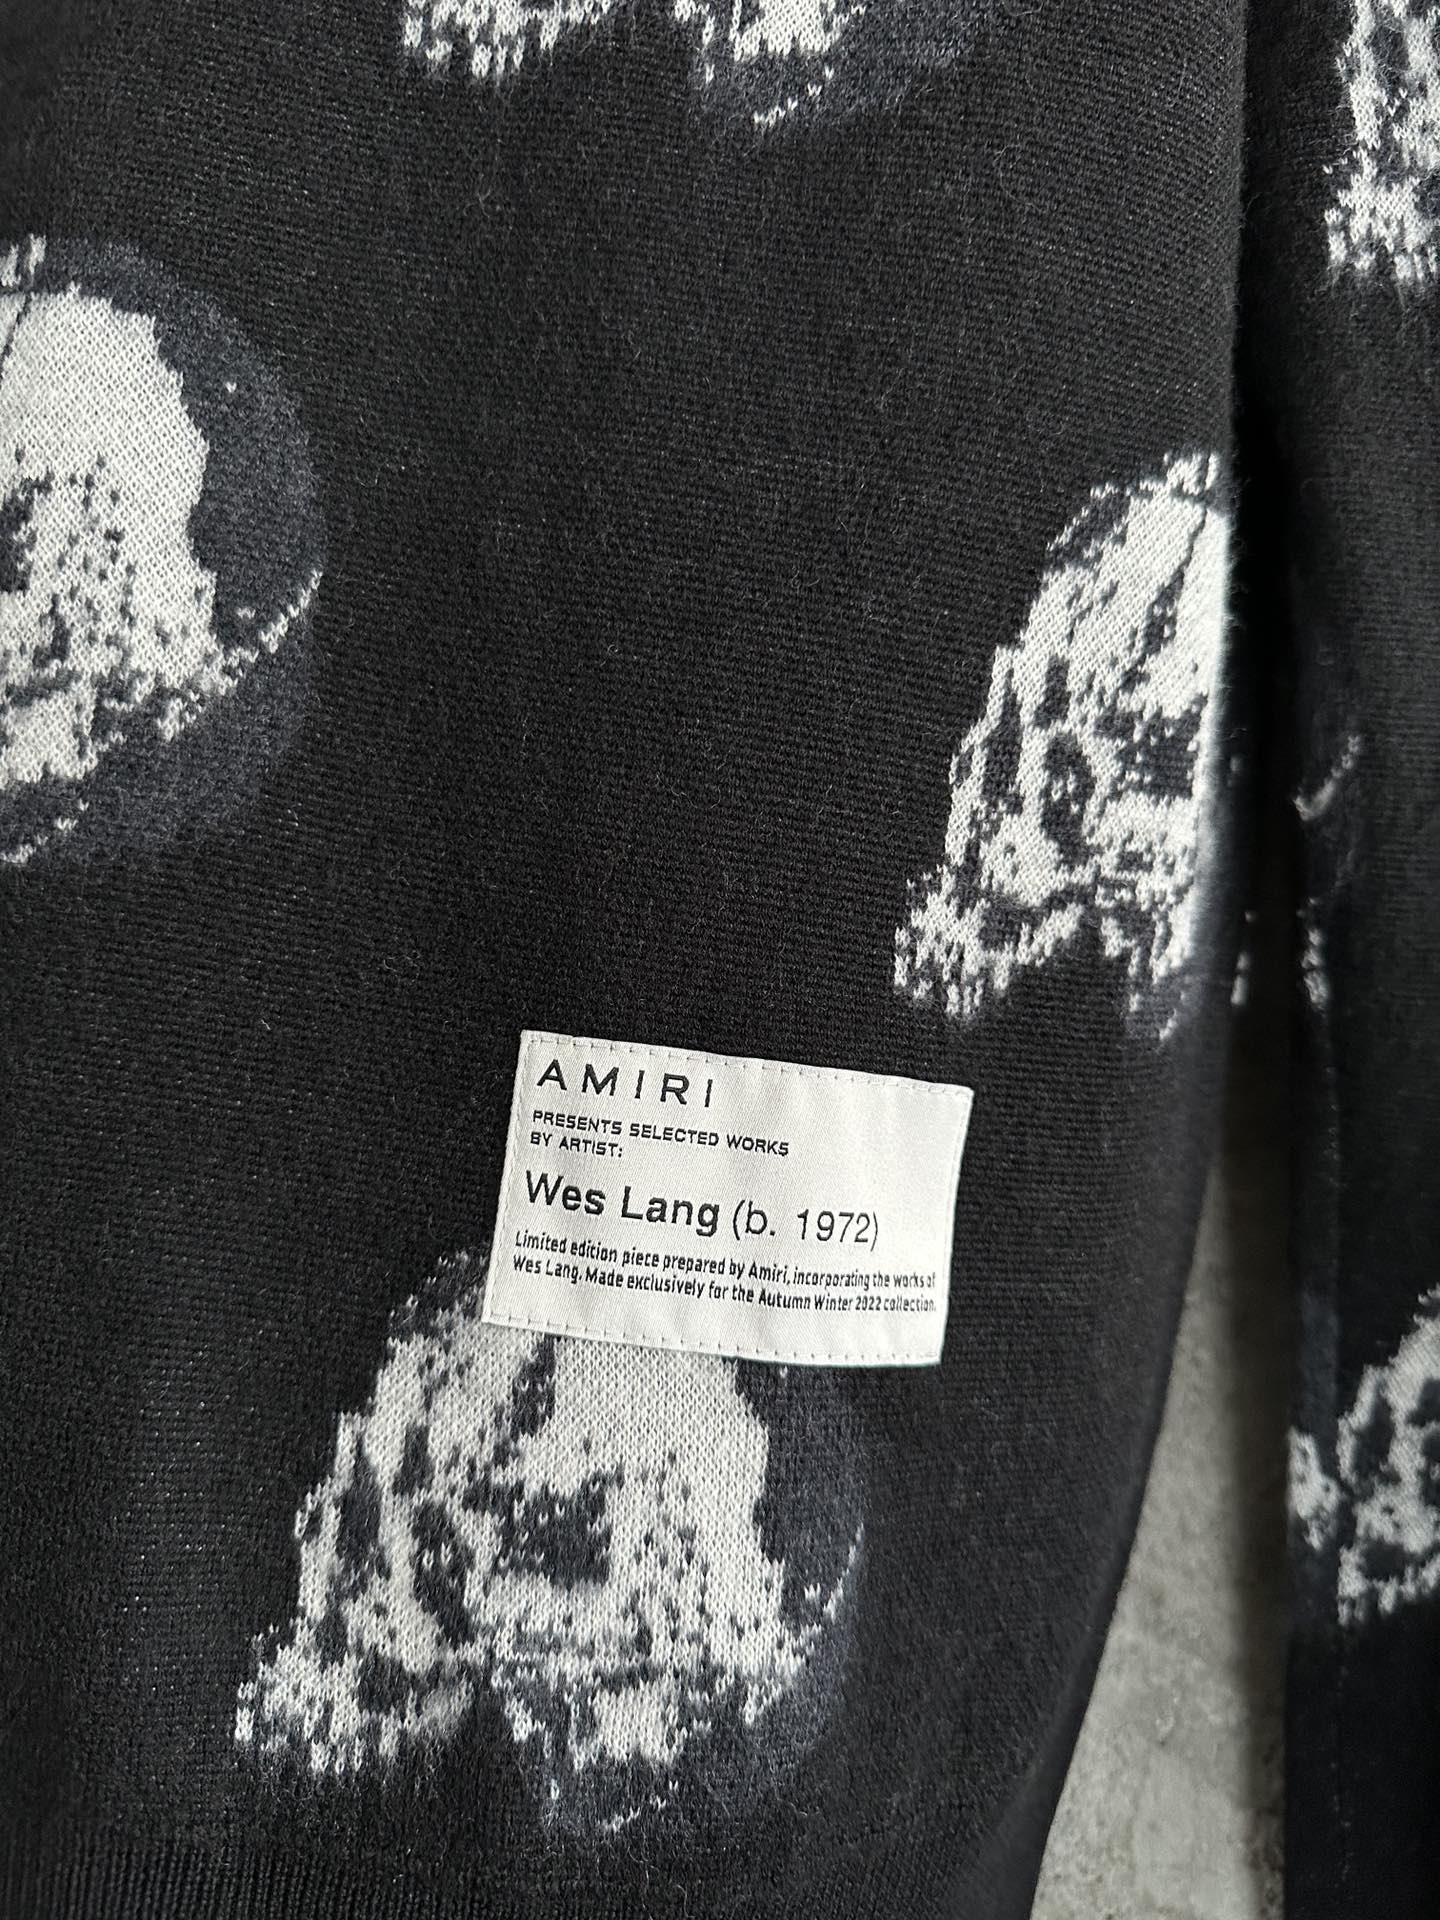 AMIRI
PRESENTS SELECTED WORKS
BY ARTIST:
Wes Lang (b. 1972)
Limited edition piece prepared by Amiri, incorporating the works of
Wes Lang. Made exclusively for the Autumn Winter 2022 collection.